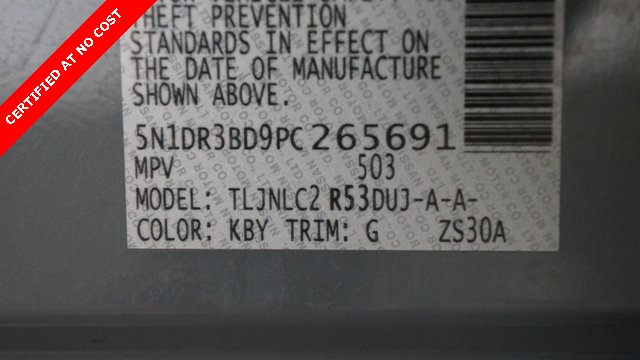 CERTIFIED AT NO COST
THEFT PREVENTION
STANDARDS IN EFFECT ON
THE DATE OF MANUFACTURE
SHOWN ABOVE.
5N1DR3BD9PC265691
MPV 503
MODEL: TLJNLC2 R53DUJ-A-A-
COLOR: KBY TRIM: G ZS30A